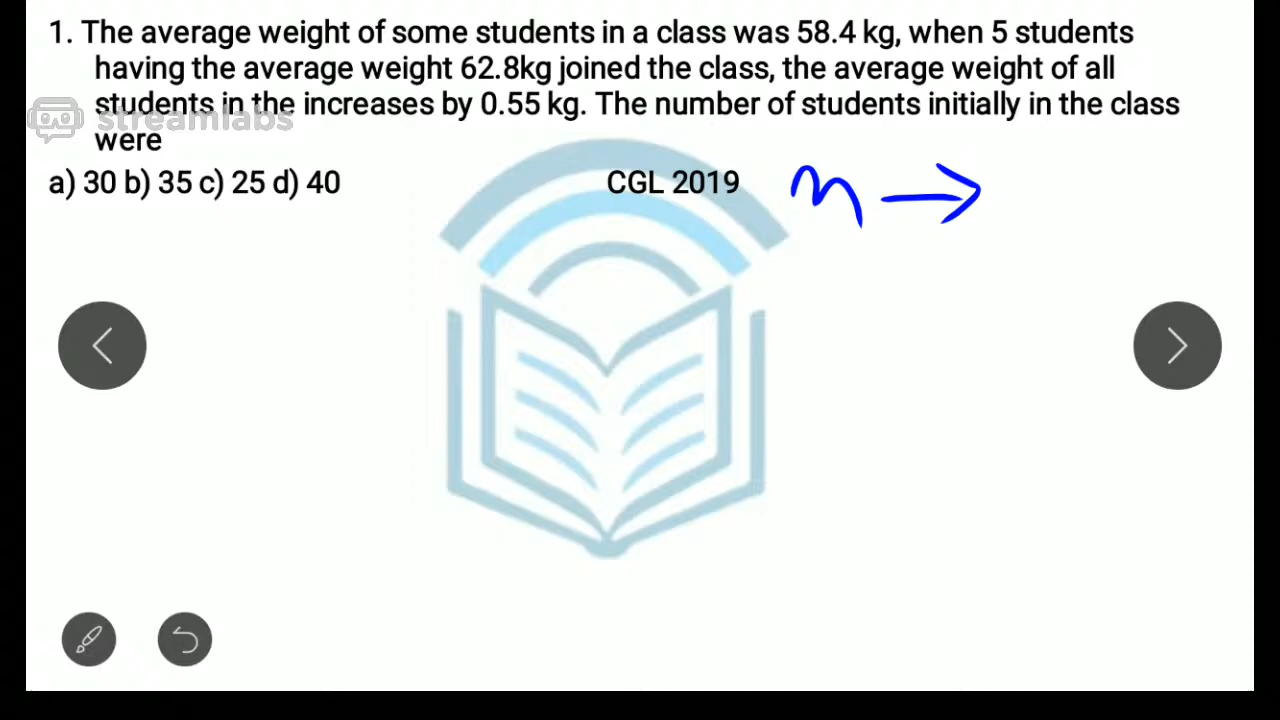 1. The average weight of some students in a class was 58.4 kg, when 5 students
having the average weight 62.8kg joined the class, the average weight of all
students in the increases by 0.55 kg. The number of students initially in the class
streamlabs
were
a) 30 b) 35 c) 25 d) 40 CGL 2019 n →